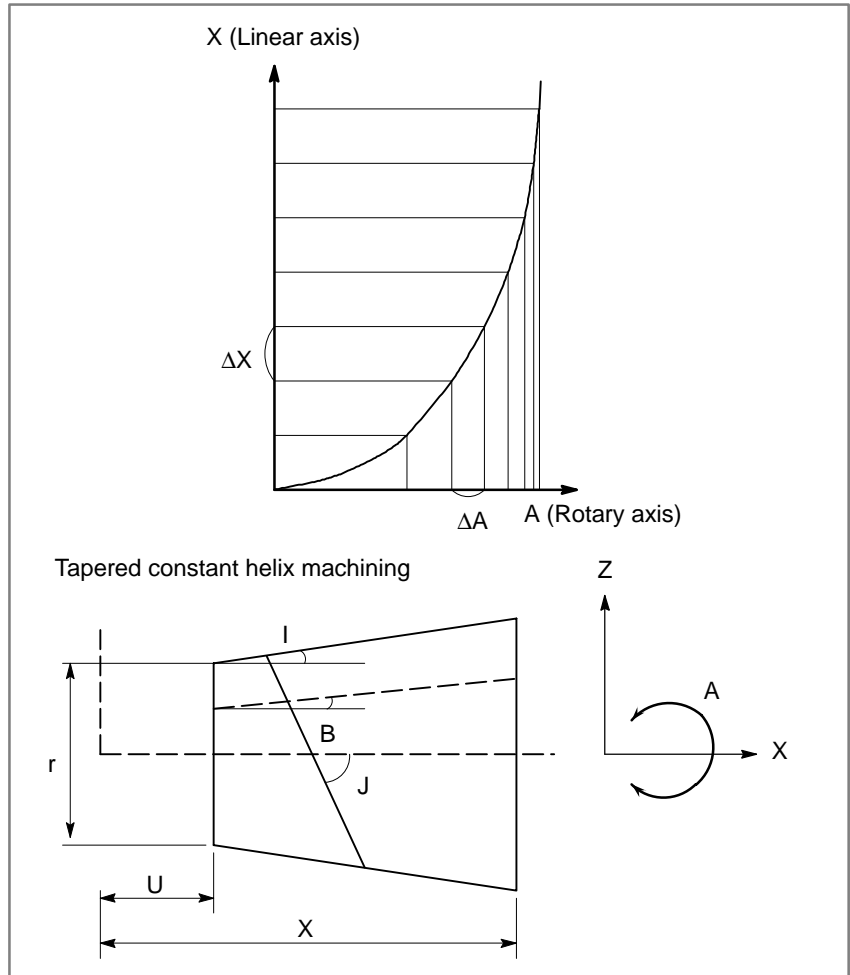 X (Linear axis)
ΔX
ΔA
A (Rotary axis)
Tapered constant helix machining
Z
I
A
B
X
r
J
U
X